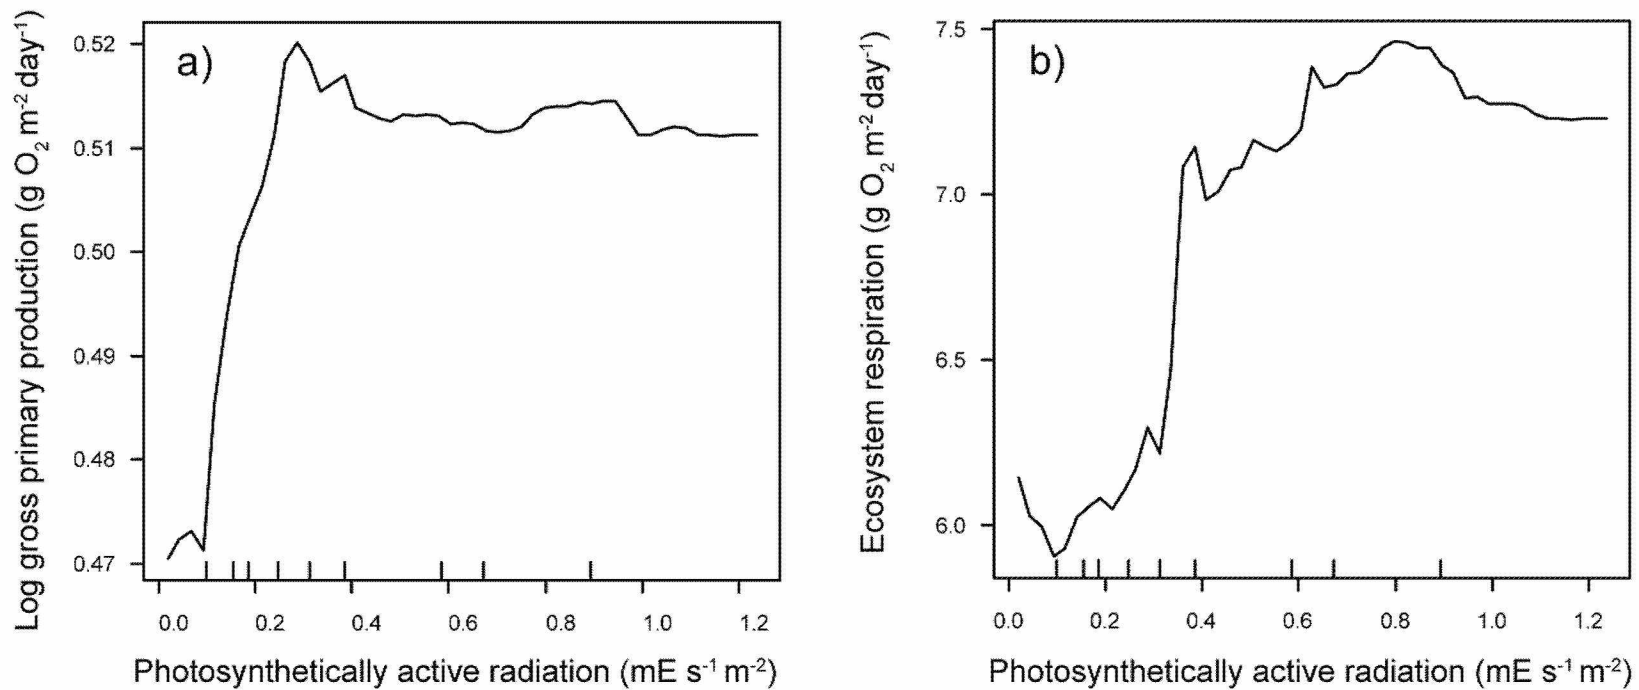 a)
Log gross primary production (g O₂ m⁻² day⁻¹)
0.52
0.51
0.50
0.49
0.48
0.47
0.0 0.2 0.4 0.6 0.8 1.0 1.2
Photosynthetically active radiation (mE s⁻¹ m⁻²)
b)
Ecosystem respiration (g O₂ m⁻² day⁻¹)
7.5
7.0
6.5
6.0
0.0 0.2 0.4 0.6 0.8 1.0 1.2
Photosynthetically active radiation (mE s⁻¹ m⁻²)